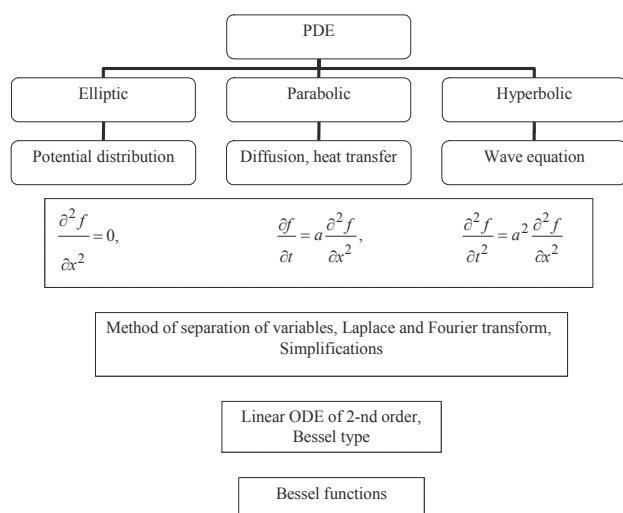 PDE
Elliptic Parabolic Hyperbolic
Potential distribution Diffusion, heat transfer Wave equation
∂²f/∂x² = 0, ∂f/∂t = a ∂²f/∂x², ∂²f/∂t² = a² ∂²f/∂x²
Method of separation of variables, Laplace and Fourier transform,
Simplifications
Linear ODE of 2-nd order,
Bessel type
Bessel functions